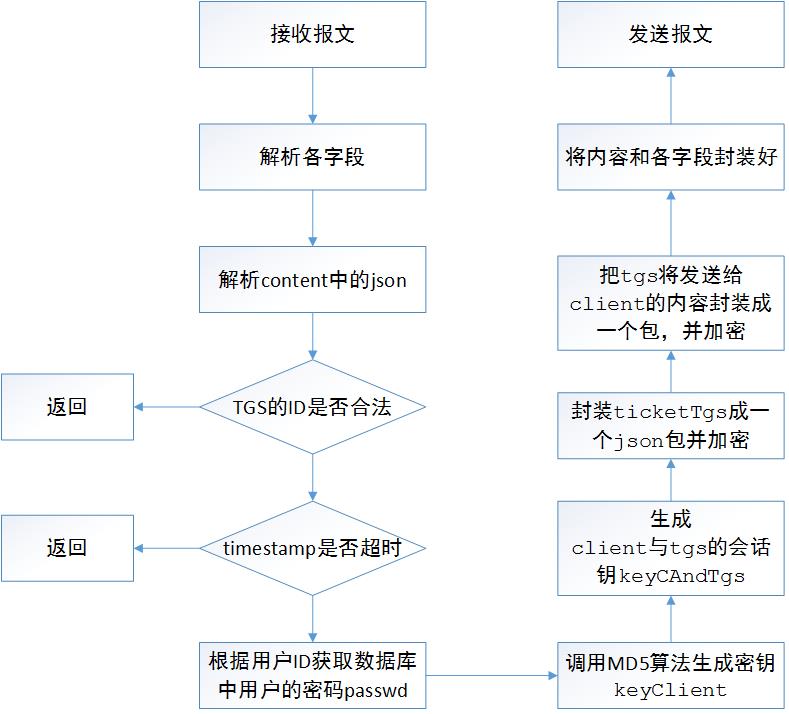 接收报文
解析各字段
解析content中的json
TGS的ID是否合法
返回
timestamp是否超时
返回
根据用户ID获取数据库
中用户的密码passwd
调用MD5算法生成密钥
keyClient
生成
client与tgs的会话
钥keyCAndTgs
封装ticketTgs成一
个json包并加密
把tgs将发送给
client的内容封装成
一个包，并加密
将内容和各字段封装好
发送报文